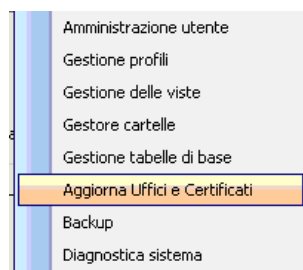 Amministrazione utente
Gestione profili
Gestione delle viste
Gestore cartelle
Gestione tabelle di base
Aggiorna Uffici e Certificati
Backup
Diagnostica sistema